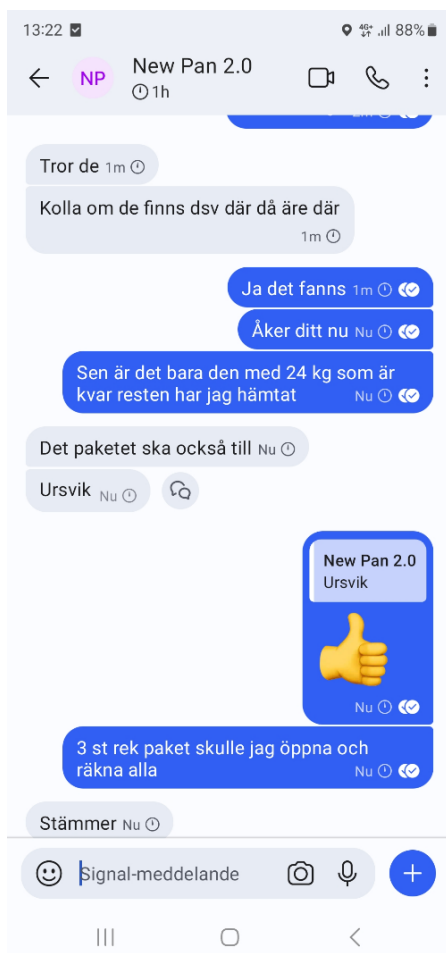 13:22 4G+ 88%
NP New Pan 2.0
1h
Tror de 1m
Kolla om de finns dsv där då äre där
1m
Ja det fanns 1m
Åker ditt nu Nu
Sen är det bara den med 24 kg som är
kvar resten har jag hämtat Nu
Det paketet ska också till Nu
Ursvik Nu
New Pan 2.0
Ursvik
👍
Nu
3 st rek paket skulle jag öppna och
räkna alla Nu
Stämmer Nu
Signal-meddelande